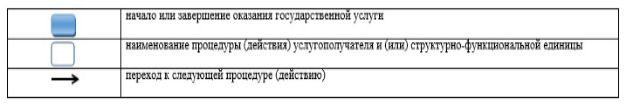 начало или завершение оказания государственной услуги
наименование процедуры (действия) услугополучателя и (или) структурно-функциональной единицы
переход к следующей процедуре (действию)